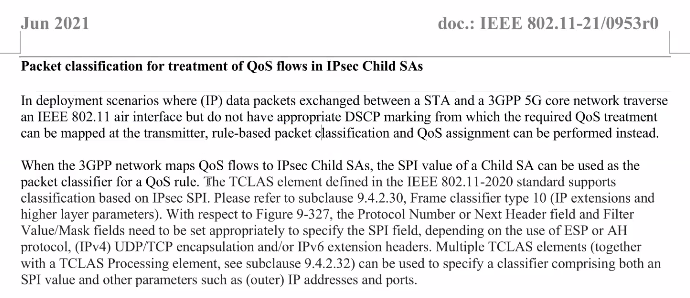 Jun 2021 doc.: IEEE 802.11-21/0953r0
Packet classification for treatment of QoS flows in IPsec Child SAs
In deployment scenarios where (IP) data packets exchanged between a STA and a 3GPP 5G core network traverse
an IEEE 802.11 air interface but do not have appropriate DSCP marking from which the required QoS treatment
can be mapped at the transmitter, rule-based packet classification and QoS assignment can be performed instead.
When the 3GPP network maps QoS flows to IPsec Child SAs, the SPI value of a Child SA can be used as the
packet classifier for a QoS rule. The TCLAS element defined in the IEEE 802.11-2020 standard supports
classification based on IPsec SPI. Please refer to subclause 9.4.2.30, Frame classifier type 10 (IP extensions and
higher layer parameters). With respect to Figure 9-327, the Protocol Number or Next Header field and Filter
Value/Mask fields need to be set appropriately to specify the SPI field, depending on the use of ESP or AH
protocol, (IPv4) UDP/TCP encapsulation and/or IPv6 extension headers. Multiple TCLAS elements (together
with a TCLAS Processing element, see subclause 9.4.2.32) can be used to specify a classifier comprising both an
SPI value and other parameters such as (outer) IP addresses and ports.